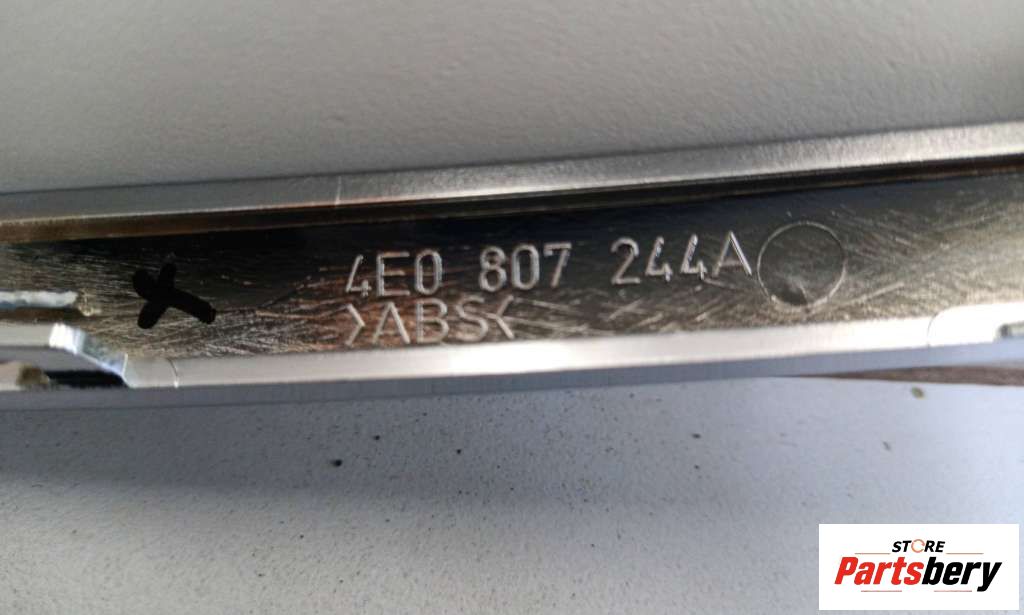 4E0 807 244A
>ABS<
STORE
Partsbery